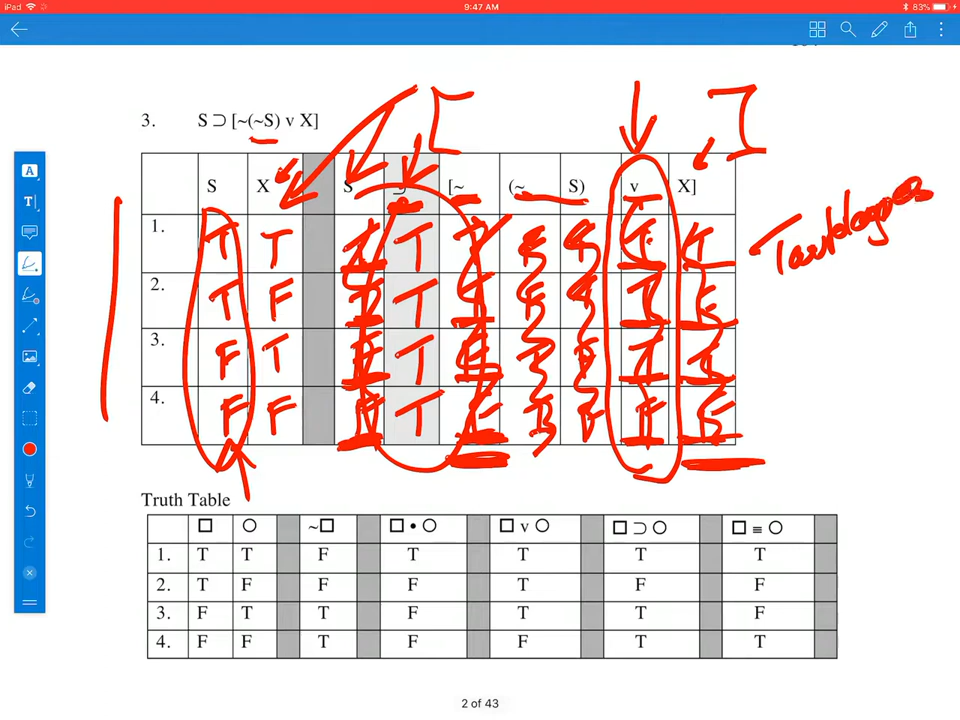 iPad 9:47 AM 83%
3. S ⊃ [~(~S) v X]
S X S ⊃ [~ (~ S) v X]
1. T T T T T F F T T
2. T F T T T F F T F
3. F T F T F T F T T
4. F F F T F T F F F
Truth Table
□ ○ ~□ □ • ○ □ v ○ □ ⊃ ○ □ ≡ ○
1. T T F T T T T
2. T F F F T F F
3. F T T F T T F
4. F F T F F T T
2 of 43